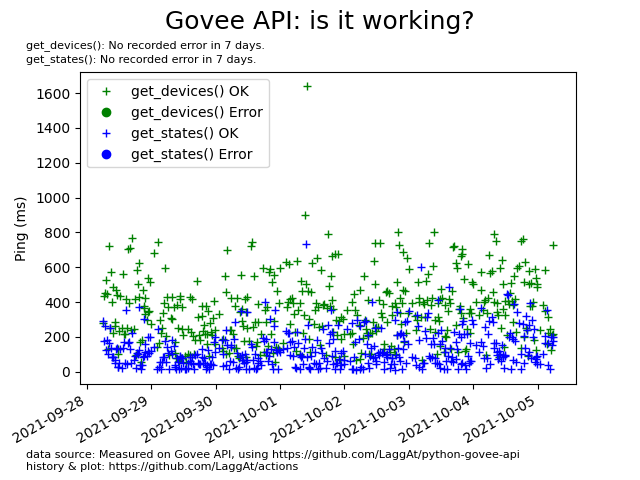 Govee API: is it working?
get_devices(): No recorded error in 7 days.
get_states(): No recorded error in 7 days.
get_devices() OK
get_devices() Error
get_states() OK
get_states() Error
Ping (ms)
1600
1400
1200
1000
800
600
400
200
0
2021-09-28
2021-09-29
2021-09-30
2021-10-01
2021-10-02
2021-10-03
2021-10-04
2021-10-05
data source: Measured on Govee API, using https://github.com/LaggAt/python-govee-api
history & plot: https://github.com/LaggAt/actions